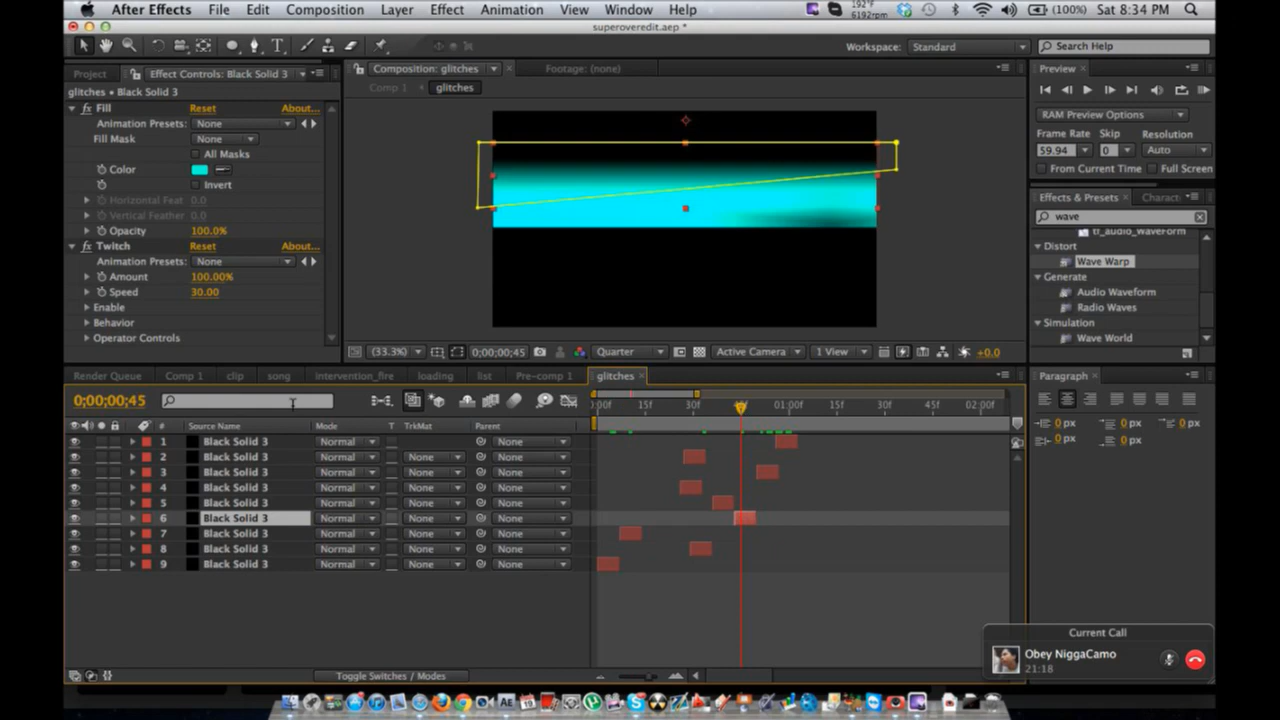 After Effects File Edit Composition Layer Effect Animation View Window Help 192°F 6192rpm (100%) Sat 8:34 PM
superoveredit.aep *
Workspace: Standard Search Help
Project Effect Controls: Black Solid 3 Composition: glitches Footage: (none) Preview
glitches • Black Solid 3 Comp 1 glitches
fx Fill Reset About...
Animation Presets: None
Fill Mask None
All Masks
Color
Invert
Horizontal Feat 0.0
Vertical Feather 0.0
Opacity 100.0%
fx Twitch Reset About...
Animation Presets: None
Amount 100.00%
Speed 30.00
Enable
Behavior
Operator Controls
RAM Preview Options
Frame Rate Skip Resolution
59.94 0 Auto
From Current Time Full Screen
Effects & Presets Charact
wave
tf_audio_WaveForm
Distort
Wave Warp
Generate
Audio Waveform
Radio Waves
Simulation
Wave World
(33.3%) 0;00;00;45 Quarter Active Camera 1 View +0.0
Render Queue Comp 1 clip song intervention_fire loading list Pre-comp 1 glitches
0;00;00;45
:00f 15f 30f 01:00f 15f 30f 45f 02:00f
# Source Name Mode T TrkMat Parent
1 Black Solid 3 Normal None
2 Black Solid 3 Normal None None
3 Black Solid 3 Normal None None
4 Black Solid 3 Normal None None
5 Black Solid 3 Normal None None
6 Black Solid 3 Normal None None
7 Black Solid 3 Normal None None
8 Black Solid 3 Normal None None
9 Black Solid 3 Normal None None
Toggle Switches / Modes
Paragraph
0 px 0 px 0 px
0 px 0 px
Current Call
Obey NiggaCamo
21:18
AE
19